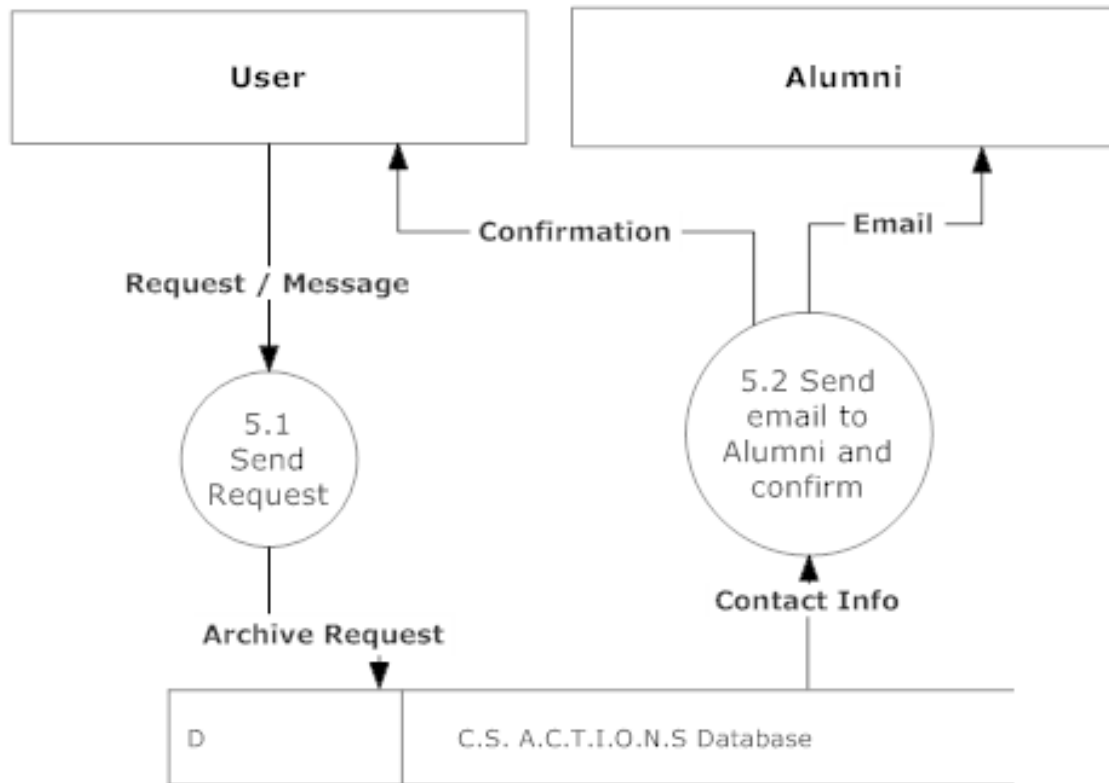 User
Alumni
Confirmation
Email
Request / Message
5.1
Send
Request
5.2 Send
email to
Alumni and
confirm
Contact Info
Archive Request
D
C.S. A.C.T.I.O.N.S Database